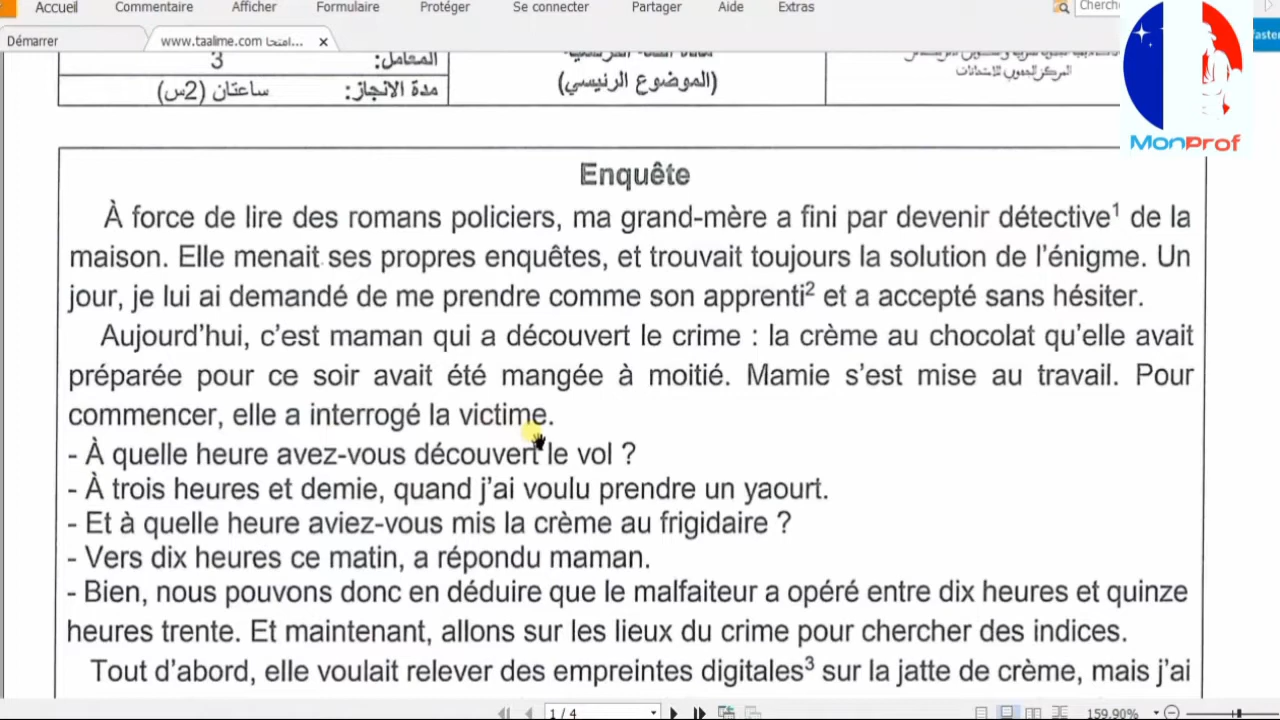 Accueil Commentaire Afficher Formulaire Protéger Se connecter Partager Aide Extras
Démarrer www.taalime.com امتحا...
المعامل: 3
مدة الانجاز: ساعتان (2س)
(الموضوع الرئيسي)
MonProf
Enquête
À force de lire des romans policiers, ma grand-mère a fini par devenir détective¹ de la
maison. Elle menait ses propres enquêtes, et trouvait toujours la solution de l'énigme. Un
jour, je lui ai demandé de me prendre comme son apprenti² et a accepté sans hésiter.
Aujourd'hui, c'est maman qui a découvert le crime : la crème au chocolat qu'elle avait
préparée pour ce soir avait été mangée à moitié. Mamie s'est mise au travail. Pour
commencer, elle a interrogé la victime.
- À quelle heure avez-vous découvert le vol ?
- À trois heures et demie, quand j'ai voulu prendre un yaourt.
- Et à quelle heure aviez-vous mis la crème au frigidaire ?
- Vers dix heures ce matin, a répondu maman.
- Bien, nous pouvons donc en déduire que le malfaiteur a opéré entre dix heures et quinze
heures trente. Et maintenant, allons sur les lieux du crime pour chercher des indices.
Tout d'abord, elle voulait relever des empreintes digitales³ sur la jatte de crème, mais j'ai
1 / 4
159,90%